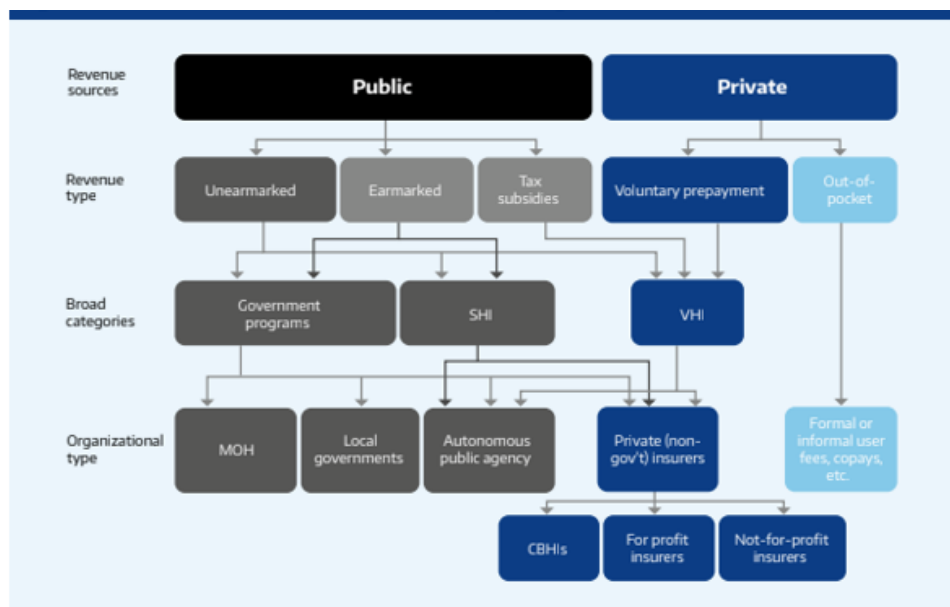 Revenue
sources
Public
Private
Revenue
type
Unearmarked
Earmarked
Tax
subsidies
Voluntary prepayment
Out-of-
pocket
Broad
categories
Government
programs
SHI
VHI
Organizational
type
MOH
Local
governments
Autonomous
public agency
Private (non-
gov't) insurers
Formal or
informal user
fees, copays,
etc.
CBHIs
For profit
insurers
Not-for-profit
insurers